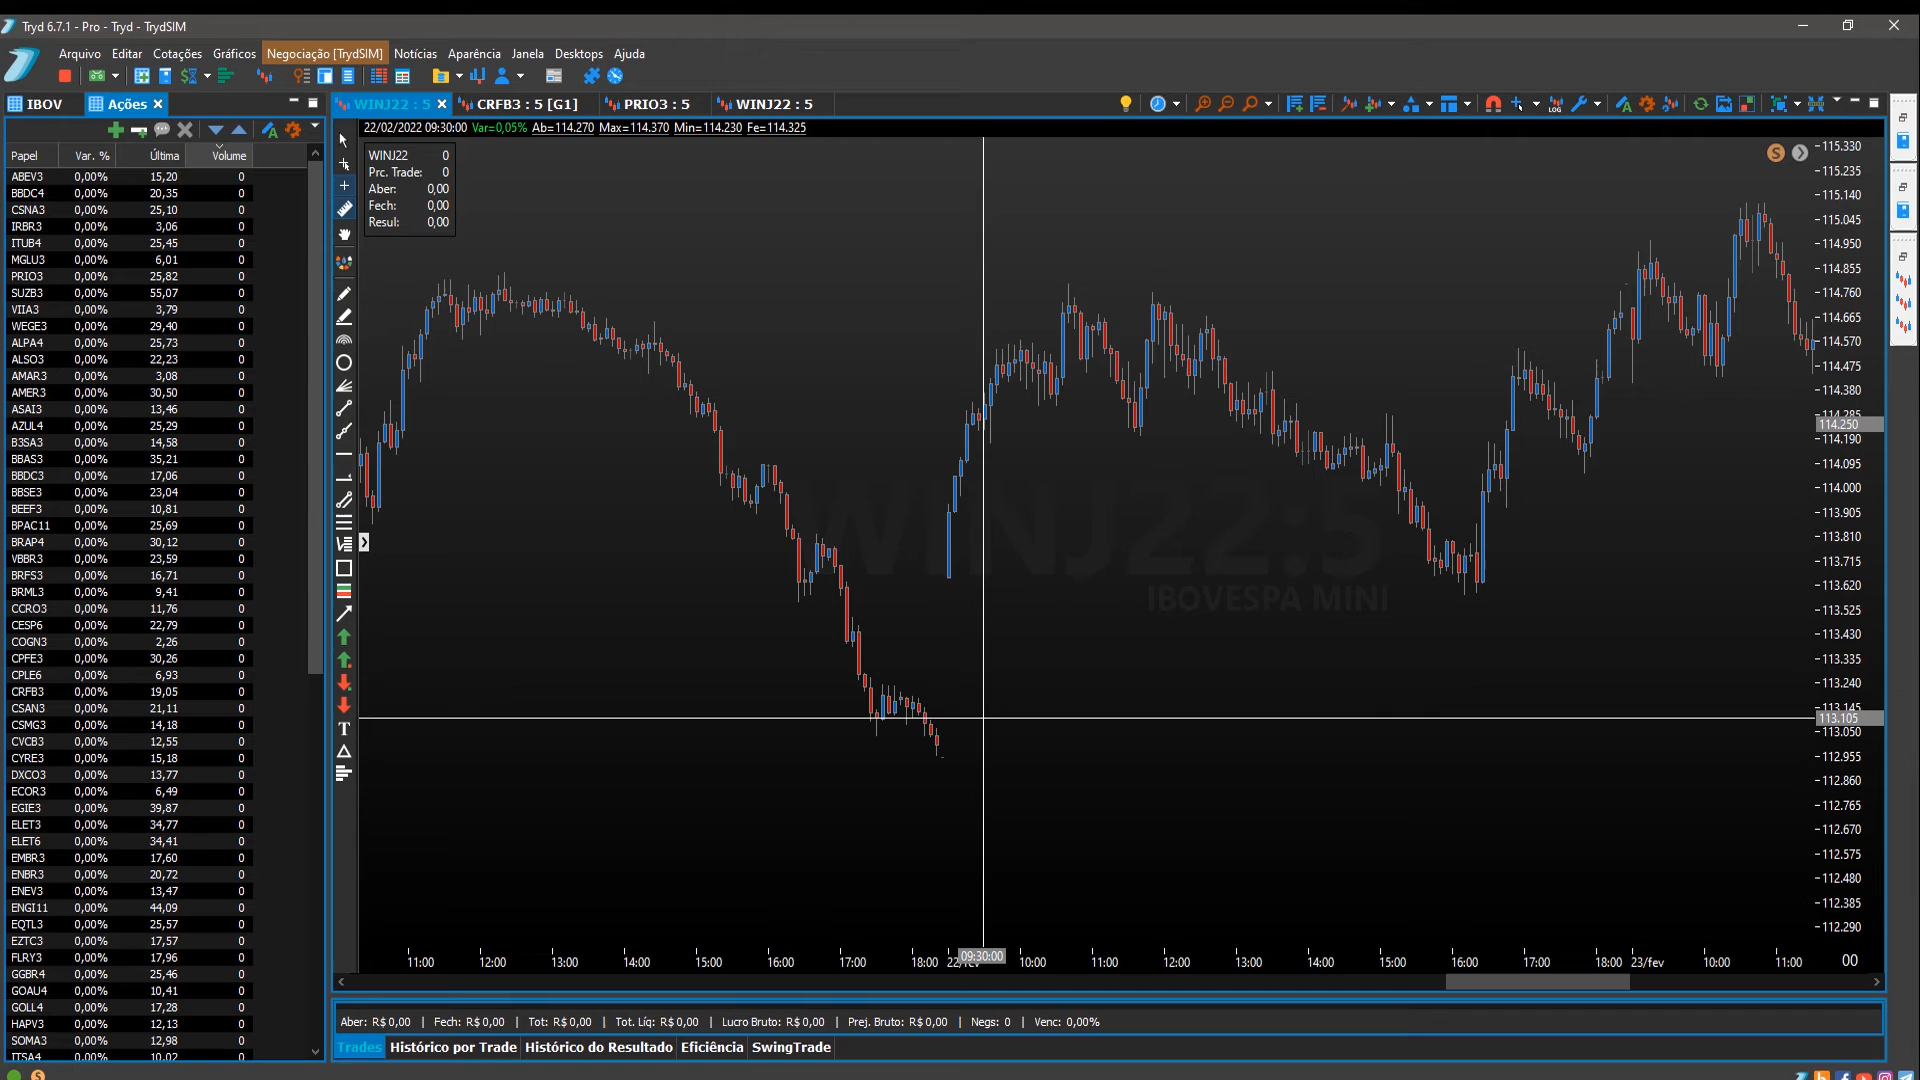 Tryd 6.7.1 - Pro - Tryd - TrydSIM
Arquivo Editar Cotações Gráficos Negociação [TrydSIM] Notícias Aparência Janela Desktops Ajuda
IBOV Ações
WINJ22 : 5 CRFB3 : 5 [G1] PRIO3 : 5 WINJ22 : 5
LOG
22/02/2022 09:30:00 Var=0,05% Ab=114.270 Max=114.370 Min=114.230 Fe=114.325
Papel Var. % Última Volume
ABEV3 0,00% 15,20 0
BBDC4 0,00% 20,35 0
CSNA3 0,00% 25,10 0
IRBR3 0,00% 3,06 0
ITUB4 0,00% 25,45 0
MGLU3 0,00% 6,01 0
PRIO3 0,00% 25,82 0
SUZB3 0,00% 55,07 0
VIIA3 0,00% 3,79 0
WEGE3 0,00% 29,40 0
ALPA4 0,00% 25,73 0
ALSO3 0,00% 22,23 0
AMAR3 0,00% 3,08 0
AMER3 0,00% 30,50 0
ASAI3 0,00% 13,46 0
AZUL4 0,00% 25,29 0
B3SA3 0,00% 14,58 0
BBAS3 0,00% 35,21 0
BBDC3 0,00% 17,06 0
BBSE3 0,00% 23,04 0
BEEF3 0,00% 10,81 0
BPAC11 0,00% 25,69 0
BRAP4 0,00% 30,12 0
VBBR3 0,00% 23,59 0
BRFS3 0,00% 16,71 0
BRML3 0,00% 9,41 0
CCRO3 0,00% 11,76 0
CESP6 0,00% 22,79 0
COGN3 0,00% 2,26 0
CPFE3 0,00% 30,26 0
CPLE6 0,00% 6,93 0
CRFB3 0,00% 19,05 0
CSAN3 0,00% 21,11 0
CSMG3 0,00% 14,18 0
CVCB3 0,00% 12,55 0
CYRE3 0,00% 15,18 0
DXCO3 0,00% 13,77 0
ECOR3 0,00% 6,49 0
EGIE3 0,00% 39,87 0
ELET3 0,00% 34,77 0
ELET6 0,00% 34,41 0
EMBR3 0,00% 17,60 0
ENBR3 0,00% 20,72 0
ENEV3 0,00% 13,47 0
ENGI11 0,00% 44,09 0
EQTL3 0,00% 25,57 0
EZTC3 0,00% 17,57 0
FLRY3 0,00% 17,96 0
GGBR4 0,00% 25,46 0
GOAU4 0,00% 10,41 0
GOLL4 0,00% 17,28 0
HAPV3 0,00% 12,13 0
SOMA3 0,00% 12,98 0
ITSA4 0,00% 10,02 0
WINJ22 0
Prc. Trade: 0
Aber: 0,00
Fech: 0,00
Resul: 0,00
T
S
WINJ22:5
IBOVESPA MINI
115.330
115.235
115.140
115.045
114.950
114.855
114.760
114.665
114.570
114.475
114.380
114.285
114.250
114.190
114.095
114.000
113.905
113.810
113.715
113.620
113.525
113.430
113.335
113.240
113.145
113.105
113.050
112.955
112.860
112.765
112.670
112.575
112.480
112.385
112.290
09:30:00
11:00 12:00 13:00 14:00 15:00 16:00 17:00 18:00 22/fev 10:00 11:00 12:00 13:00 14:00 15:00 16:00 17:00 18:00 23/fev 10:00 11:00 00
Aber: R$ 0,00 | Fech: R$ 0,00 | Tot: R$ 0,00 | Tot. Líq: R$ 0,00 | Lucro Bruto: R$ 0,00 | Prej. Bruto: R$ 0,00 | Negs: 0 | Venc: 0,00%
Trades Histórico por Trade Histórico do Resultado Eficiência SwingTrade
S